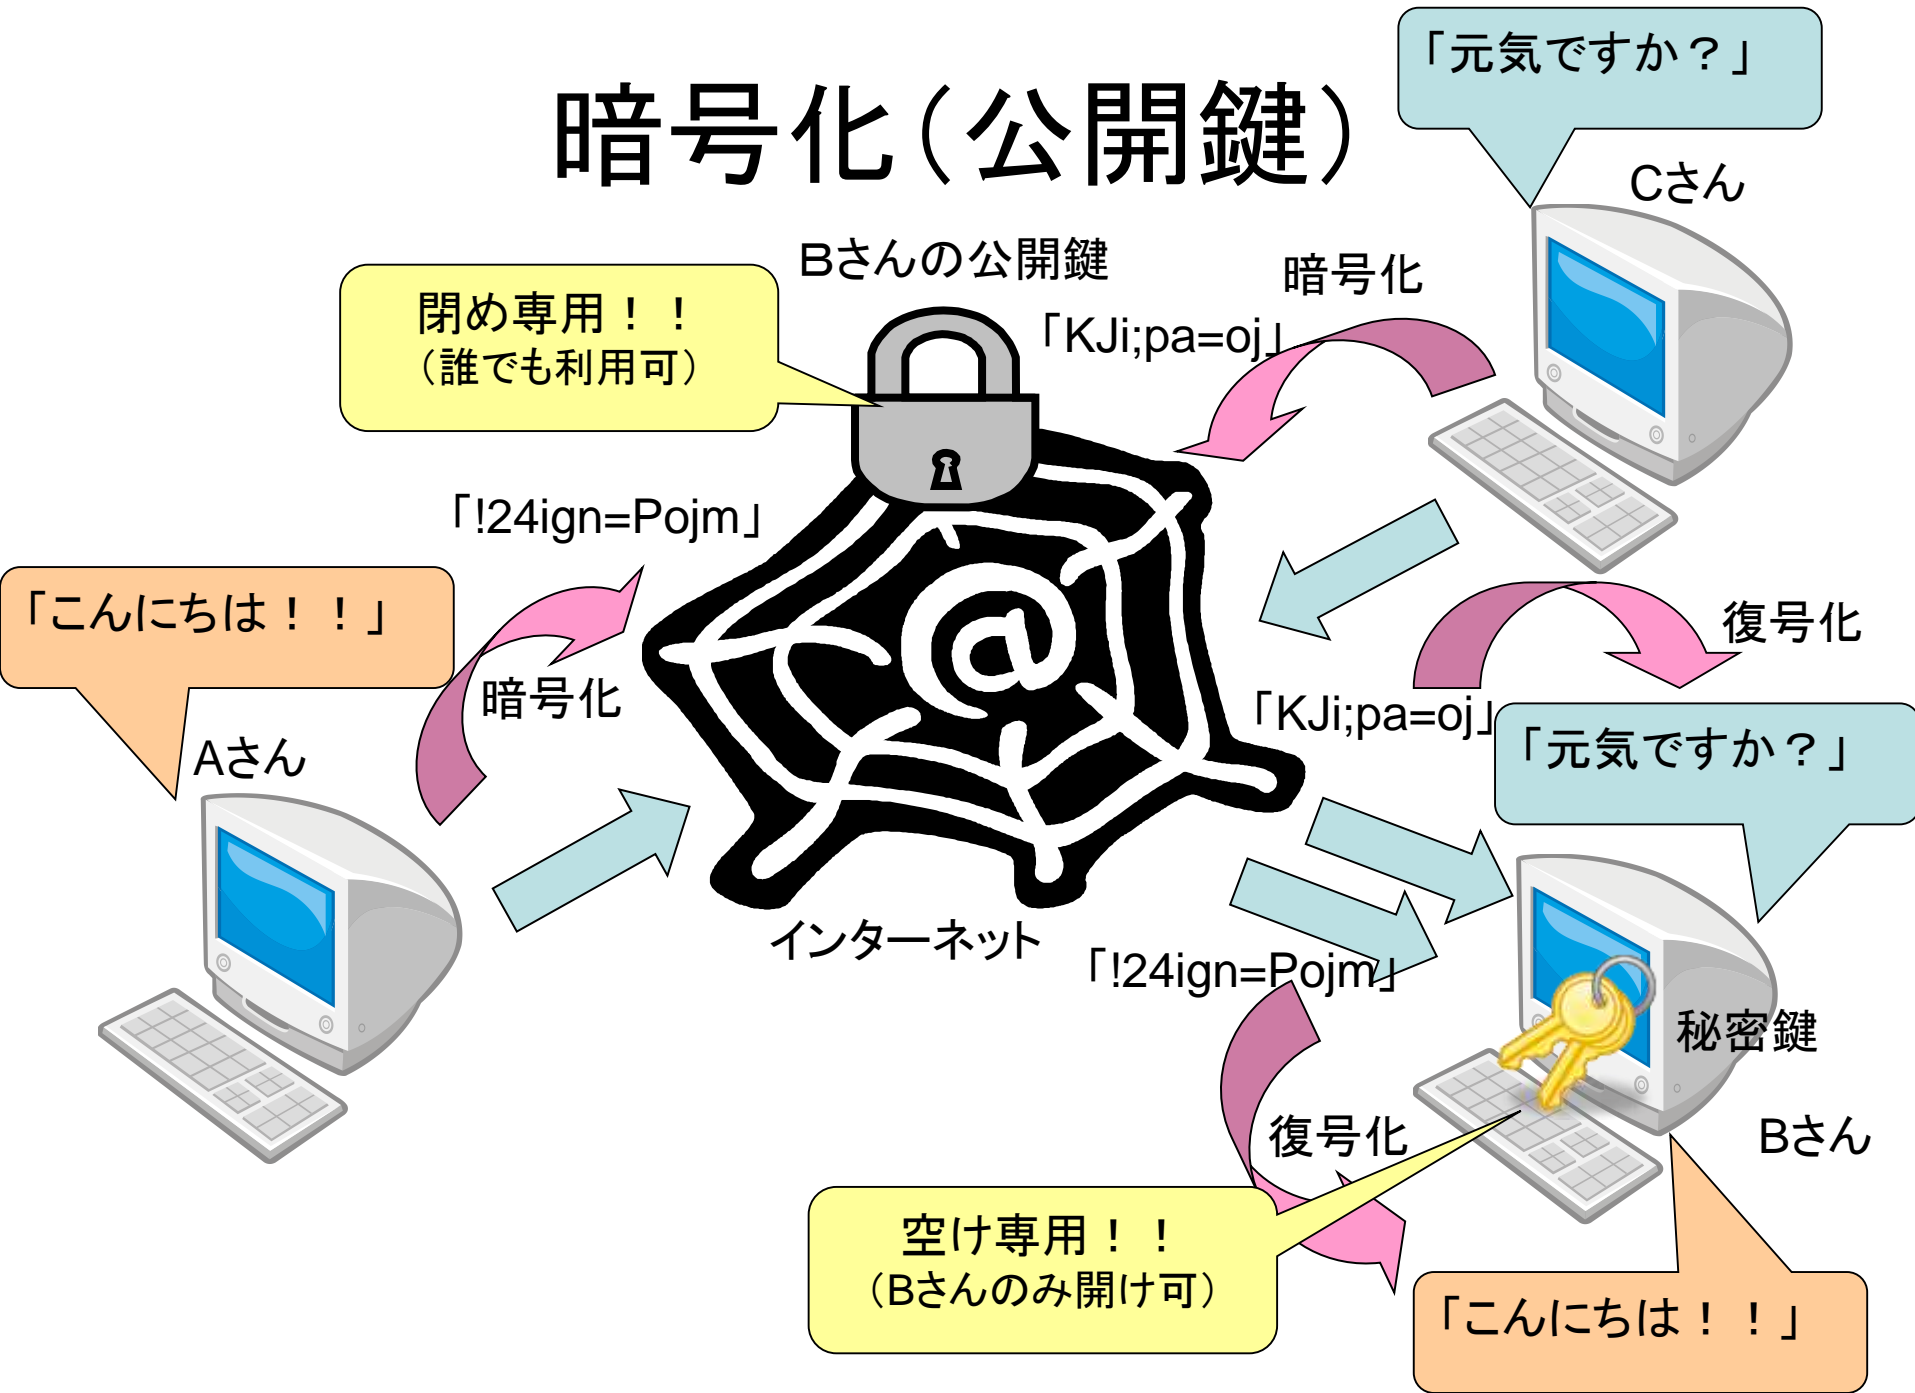 「元気ですか？」
暗号化（公開鍵）
Cさん
Bさんの公開鍵
暗号化
閉め専用！！
（誰でも利用可）
「KJi;pa=oj」
「!24ign=Pojm」
「こんにちは！！」
復号化
暗号化
「KJi;pa=oj」
「元気ですか？」
Aさん
インターネット
「!24ign=Pojm」
秘密鍵
復号化
Bさん
空け専用！！
（Bさんのみ開け可）
「こんにちは！！」